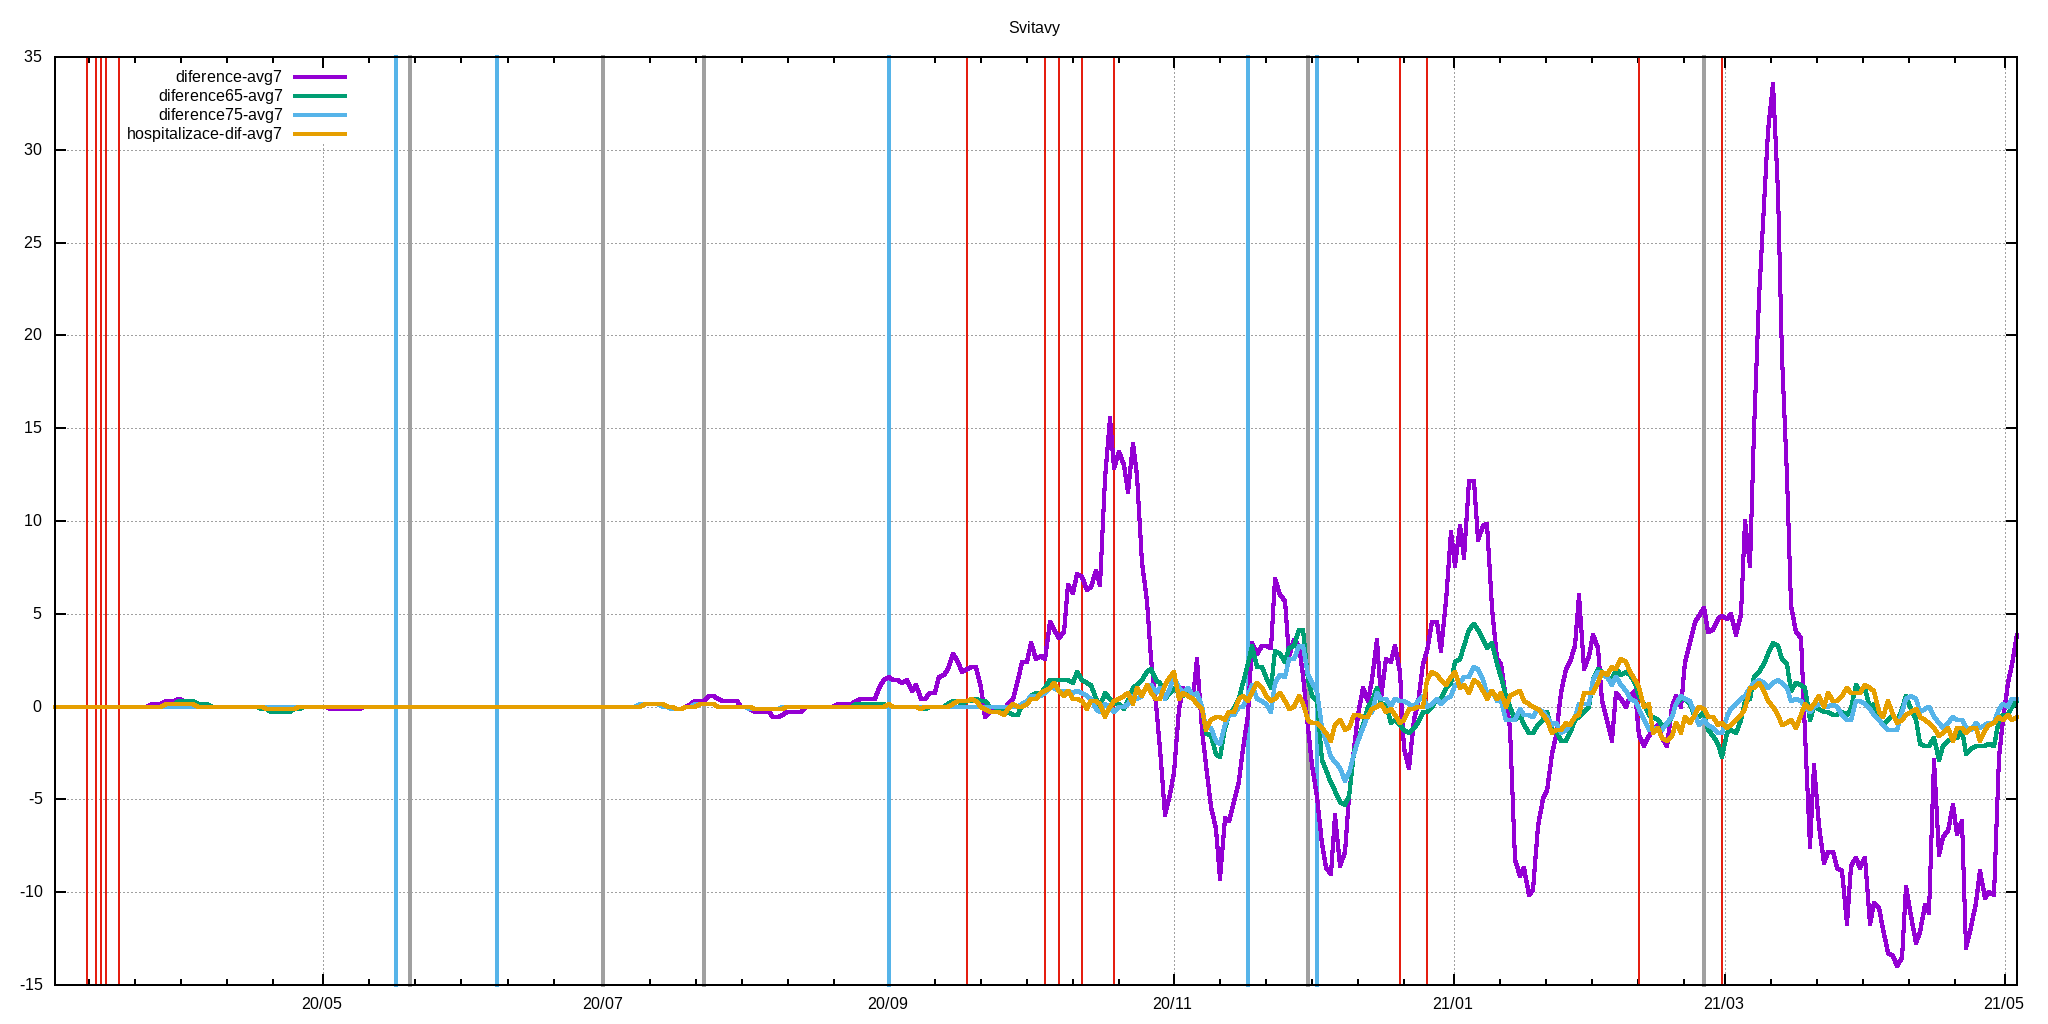 Svitavy
35
30
25
20
15
10
5
0
-5
-10
-15
diference-avg7
diference65-avg7
diference75-avg7
hospitalizace-dif-avg7
20/05 20/07 20/09 20/11 21/01 21/03 21/05